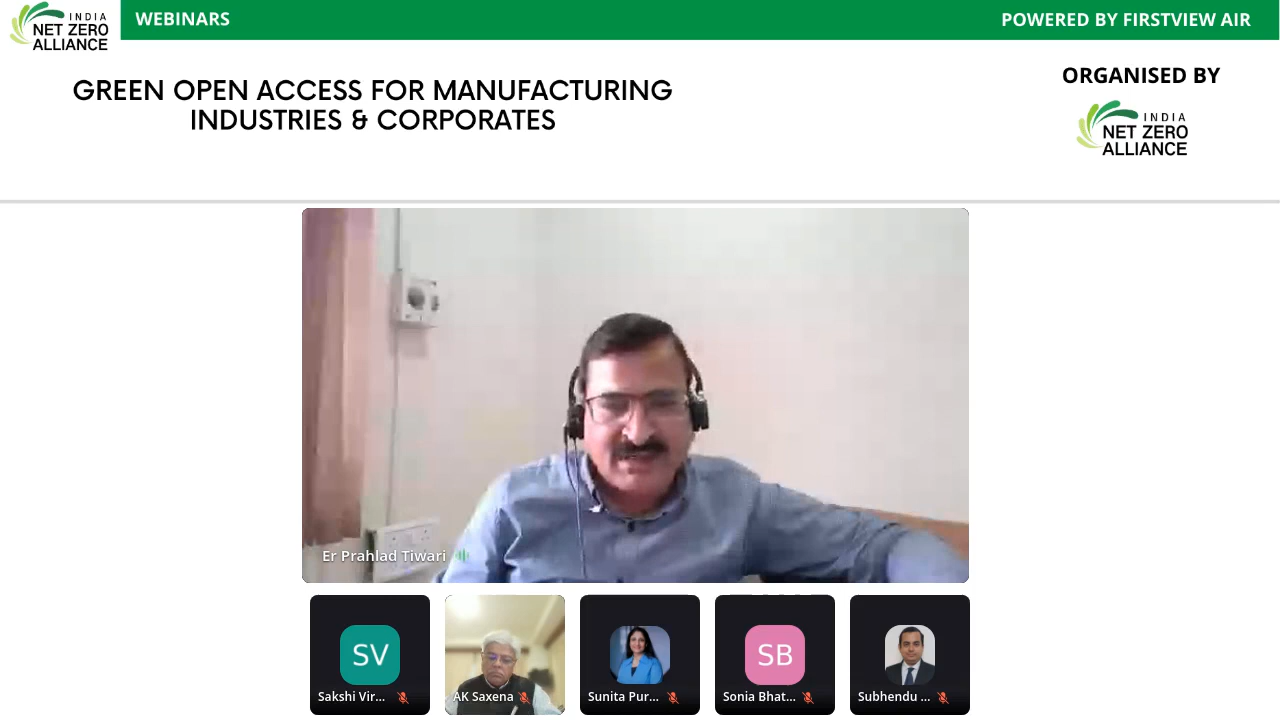 INDIA
NET ZERO
ALLIANCE
WEBINARS
POWERED BY FIRSTVIEW AIR
GREEN OPEN ACCESS FOR MANUFACTURING
INDUSTRIES & CORPORATES
ORGANISED BY
INDIA
NET ZERO
ALLIANCE
Er Prahlad Tiwari
SV
Sakshi Vir...
AK Saxena
Sunita Pur...
SB
Sonia Bhat...
Subhendu ...